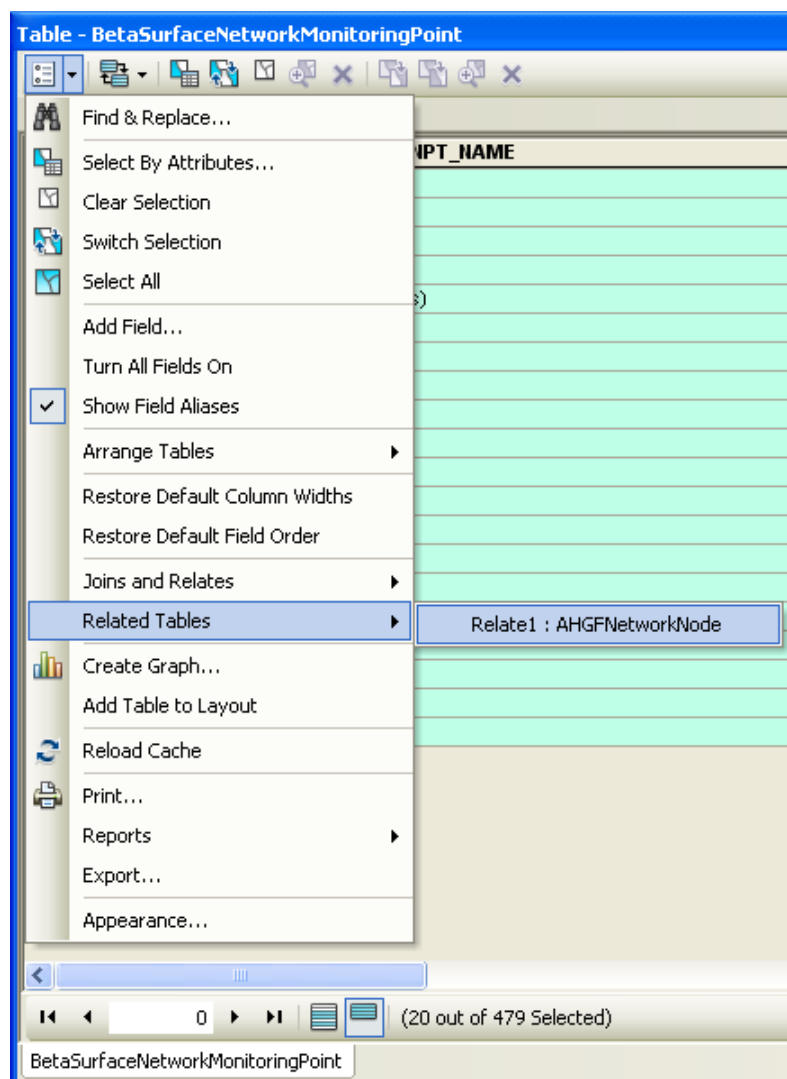 Table - BetaSurfaceNetworkMonitoringPoint
Find & Replace...
NPT_NAME
Select By Attributes...
Clear Selection
Switch Selection
Select All
s)
Add Field...
Turn All Fields On
Show Field Aliases
Arrange Tables
Restore Default Column Widths
Restore Default Field Order
Joins and Relates
Related Tables
Relate1 : AHGFNetworkNode
Create Graph...
Add Table to Layout
Reload Cache
Print...
Reports
Export...
Appearance...
0
(20 out of 479 Selected)
BetaSurfaceNetworkMonitoringPoint